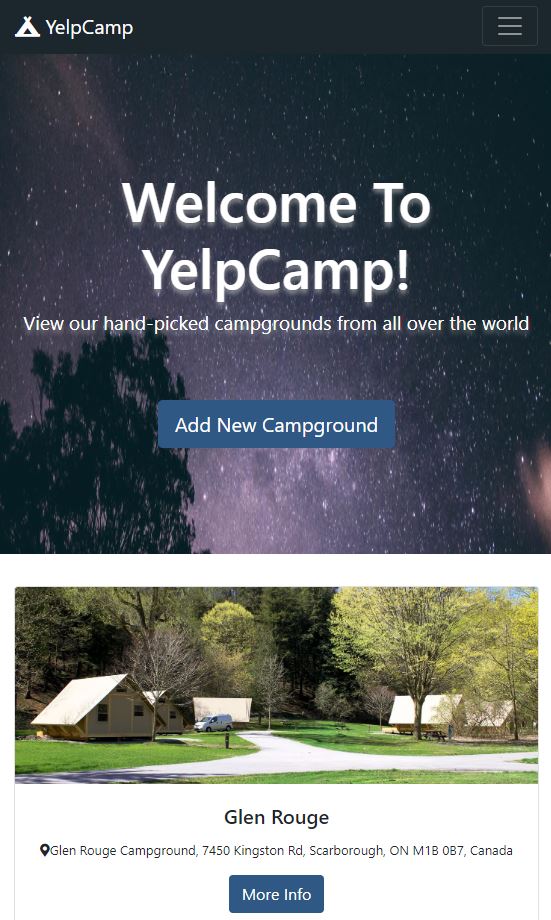 YelpCamp
Welcome To
YelpCamp!
View our hand-picked campgrounds from all over the world
Add New Campground
Glen Rouge
Glen Rouge Campground, 7450 Kingston Rd, Scarborough, ON M1B 0B7, Canada
More Info